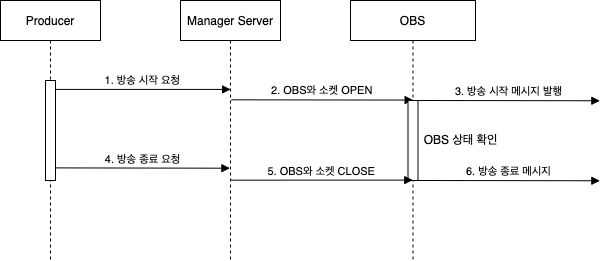 Producer
Manager Server
OBS
1. 방송 시작 요청
2. OBS와 소켓 OPEN
3. 방송 시작 메시지 발행
OBS 상태 확인
4. 방송 종료 요청
5. OBS와 소켓 CLOSE
6. 방송 종료 메시지